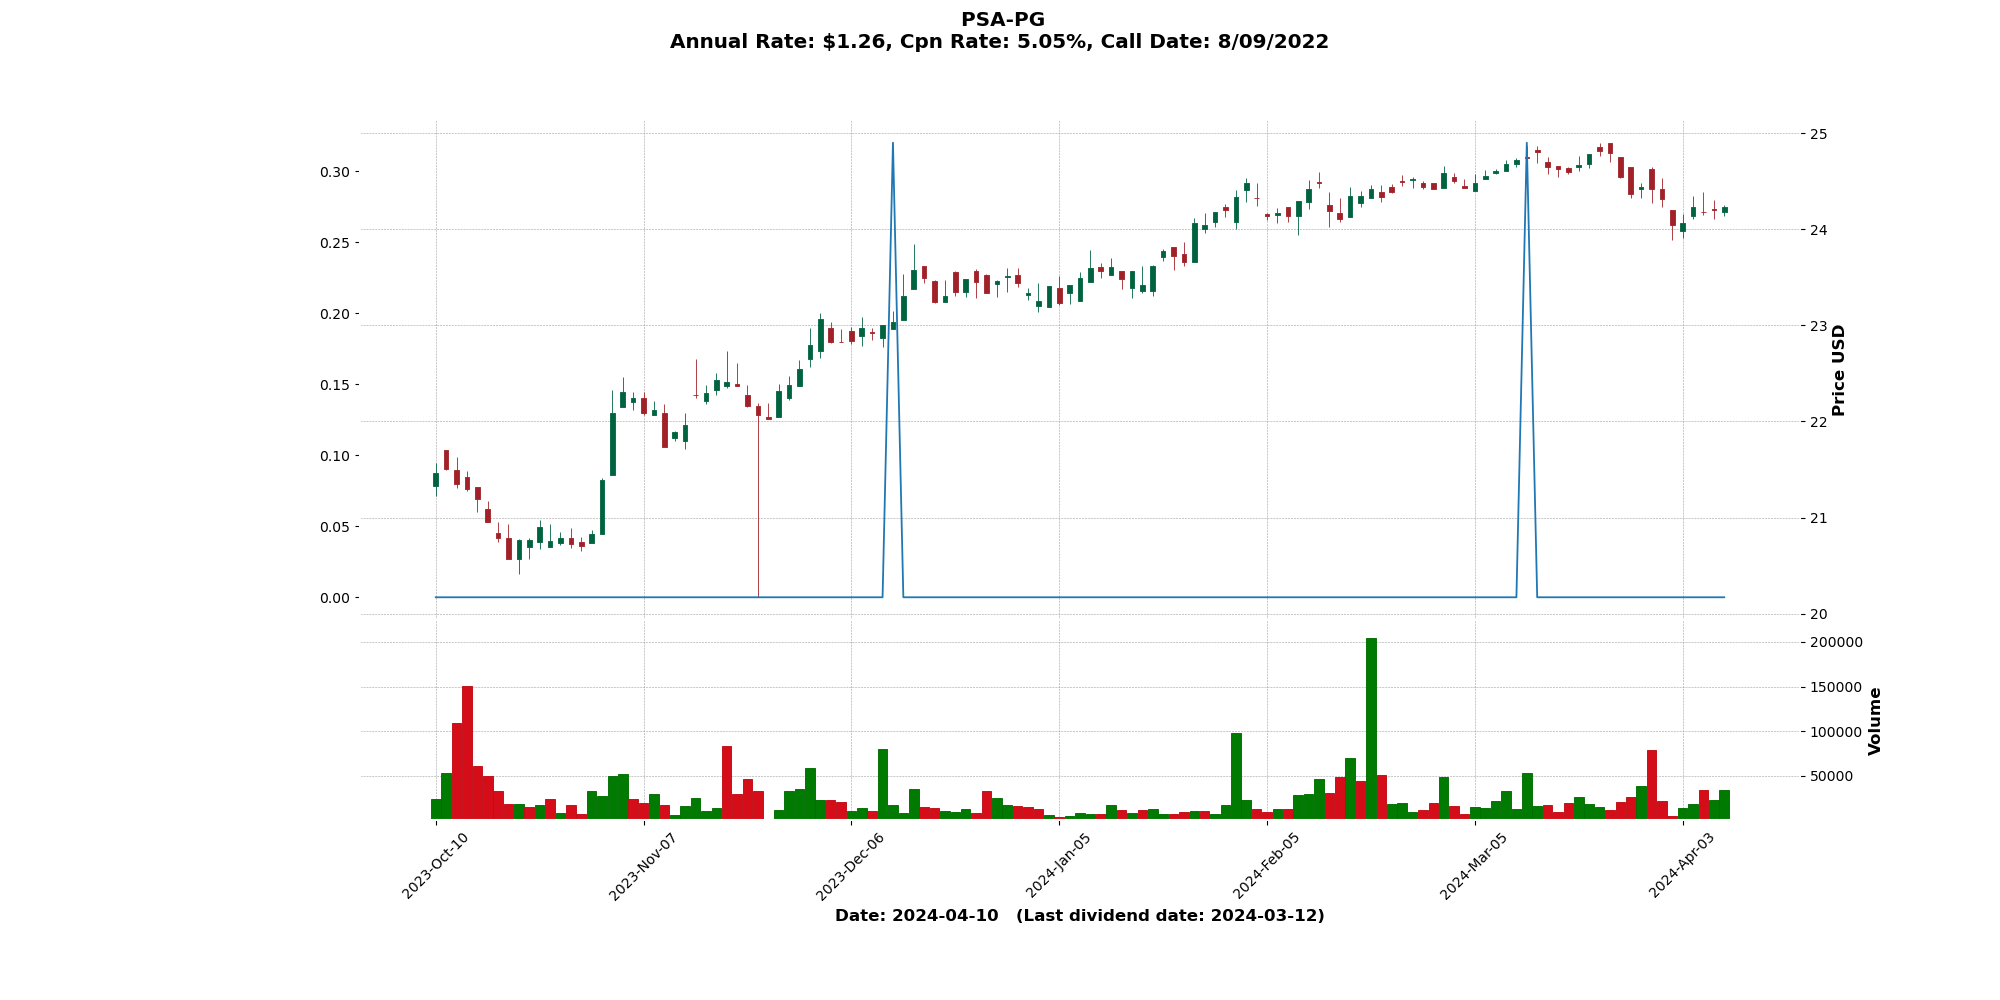 PSA-PG
Annual Rate: $1.26, Cpn Rate: 5.05%, Call Date: 8/09/2022
0.30
0.25
0.20
0.15
0.10
0.05
0.00
25
24
23
22
21
20
Price USD
200000
150000
100000
50000
Volume
2023-Oct-10
2023-Nov-07
2023-Dec-06
2024-Jan-05
2024-Feb-05
2024-Mar-05
2024-Apr-03
Date: 2024-04-10 (Last dividend date: 2024-03-12)